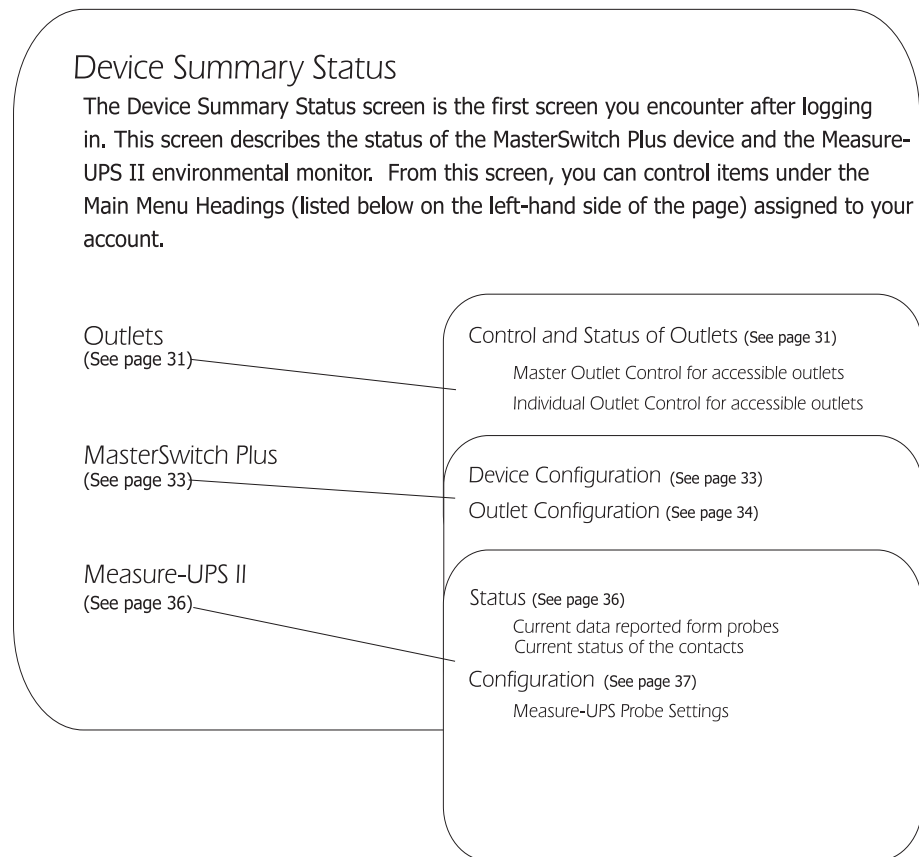 Device Summary Status
The Device Summary Status screen is the first screen you encounter after logging
in. This screen describes the status of the MasterSwitch Plus device and the Measure-
UPS II environmental monitor.  From this screen, you can control items under the
Main Menu Headings (listed below on the left-hand side of the page) assigned to your
account.
Outlets
(See page 31)
Control and Status of Outlets (See page 31)
Master Outlet Control for accessible outlets
Individual Outlet Control for accessible outlets
MasterSwitch Plus
(See page 33)
Device Configuration (See page 33)
Outlet Configuration (See page 34)
Measure-UPS II
(See page 36)
Status (See page 36)
Current data reported form probes
Current status of the contacts
Configuration (See page 37)
Measure-UPS Probe Settings